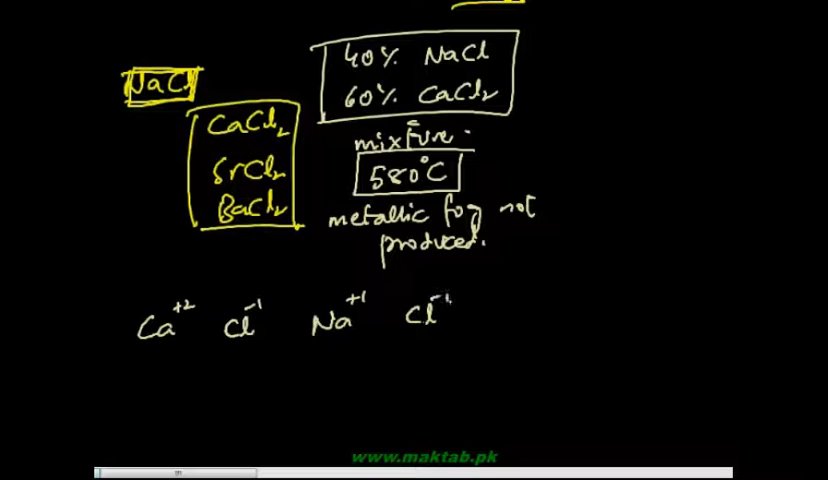 40% NaCl
60% CaCl2
NaCl
CaCl2
SrCl2
BaCl2
mixture.
580°C
metallic fog not
produced.
Ca+2 Cl-1 Na+1 Cl-1
www.maktab.pk